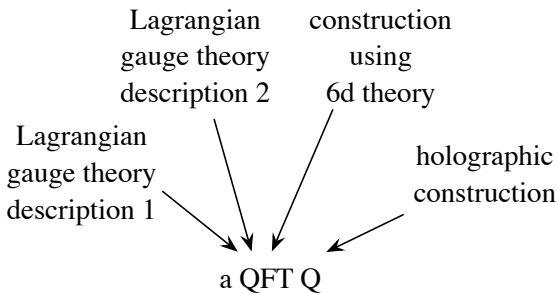 Lagrangian
gauge theory
description 1
Lagrangian
gauge theory
description 2
construction
using
6d theory
holographic
construction
a QFT Q